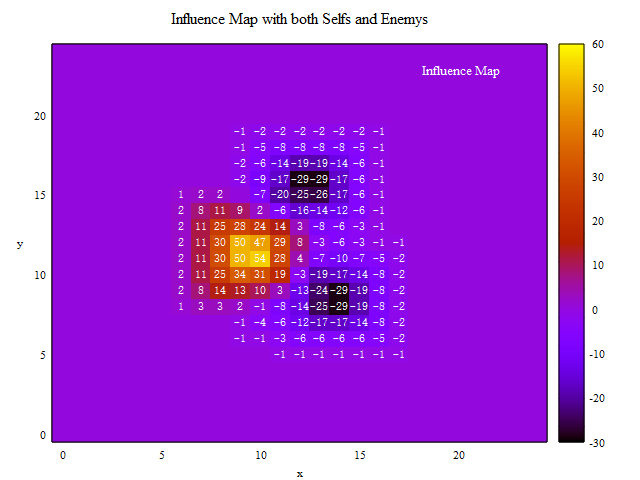 Influence Map with both Selfs and Enemys
60
Influence Map
50
20
-1 -2 -2 -2 -2 -2 -2 -1
40
-1 -5 -8 -8 -8 -8 -5 -1
-2 -6 -14 -19 -19 -14 -6 -1
-2 -9 -17 -29 -29 -17 -6 -1
30
15
1 2 2 -7 -20 -25 -26 -17 -6 -1
2 8 11 9 2 -6 -16 -14 -12 -6 -1
20
2 11 25 28 24 14 3 -8 -6 -3 -1
y
2 11 30 50 47 29 8 -3 -6 -3 -1 -1
2 11 30 50 54 28 4 -7 -10 -7 -5 -2
10
10
2 11 25 34 31 19 -3 -19 -17 -14 -8 -2
2 8 14 13 10 3 -13 -24 -29 -19 -8 -2
1 3 3 2 -1 -8 -14 -25 -29 -19 -8 -2
0
-1 -4 -6 -12 -17 -17 -14 -8 -2
-1 -1 -3 -6 -6 -6 -6 -5 -2
5
-1 -1 -1 -1 -1 -1 -1
-10
-20
0
-30
0 5 10 15 20
x